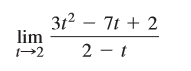 lim t→2 (3t² − 7t + 2)/(2 − t)